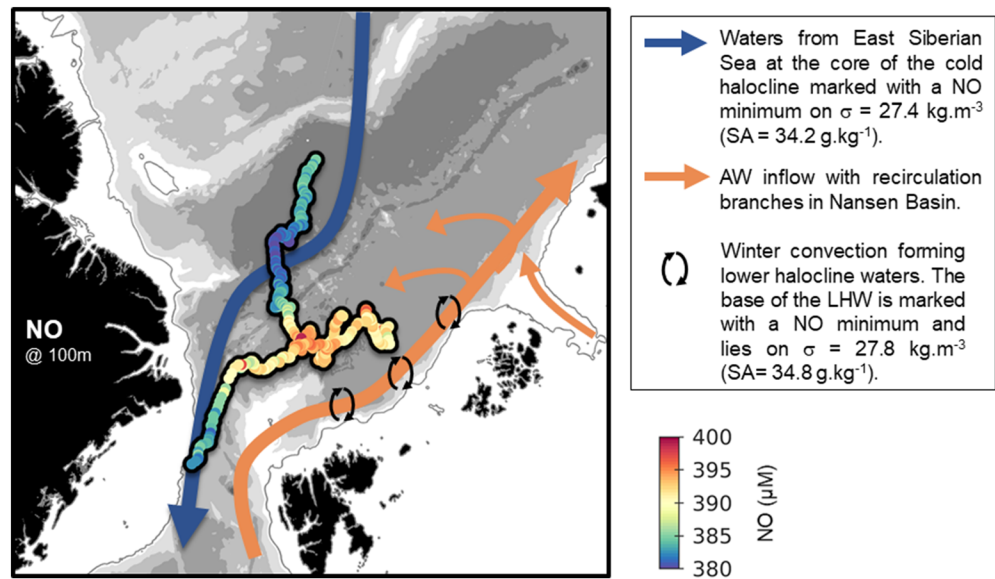 NO
@ 100m
Waters from East Siberian
Sea at the core of the cold
halocline marked with a NO
minimum on σ = 27.4 kg.m-3
(SA = 34.2 g.kg-1).
AW inflow with recirculation
branches in Nansen Basin.
Winter convection forming
lower halocline waters. The
base of the LHW is marked
with a NO minimum and
lies on σ = 27.8 kg.m-3
(SA= 34.8 g.kg-1).
400
395
390
385
380
NO (μM)